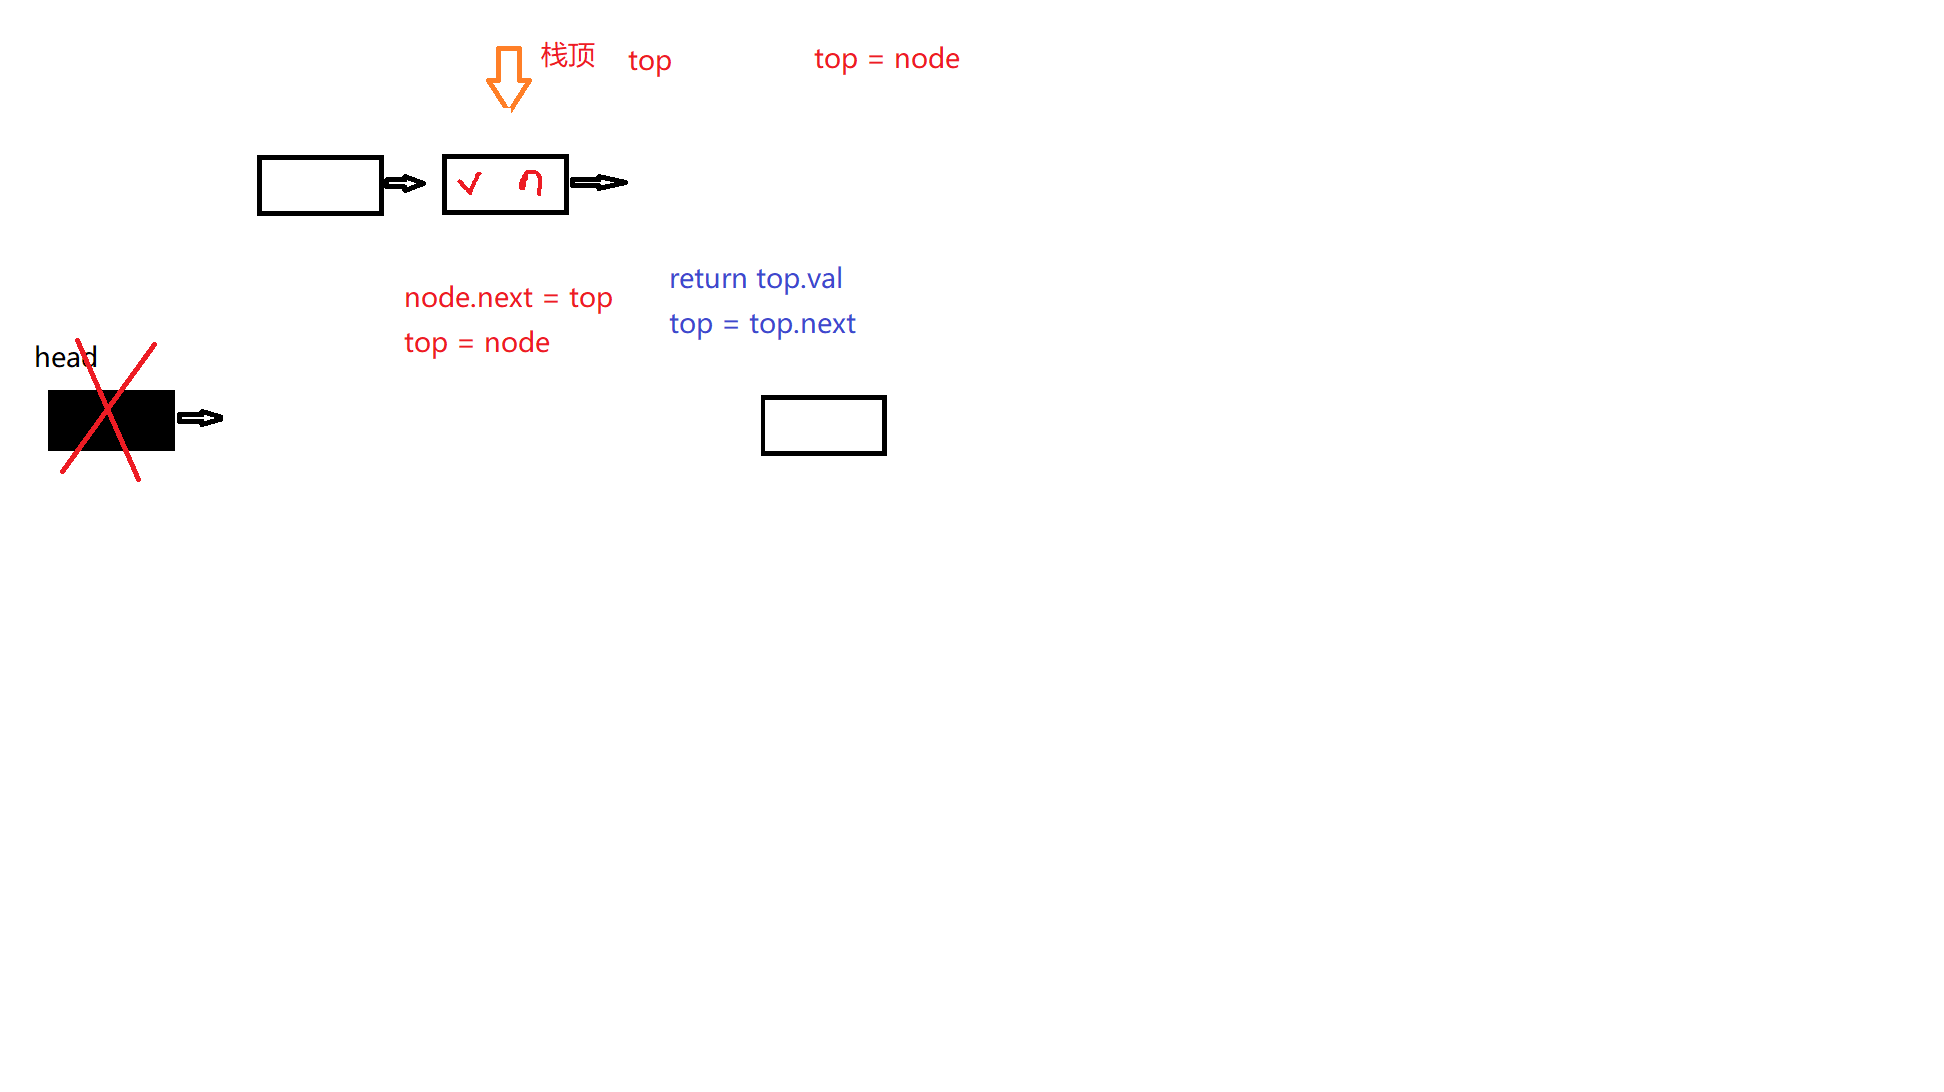 栈顶 top
top = node
v n
return top.val
top = top.next
node.next = top
top = node
head